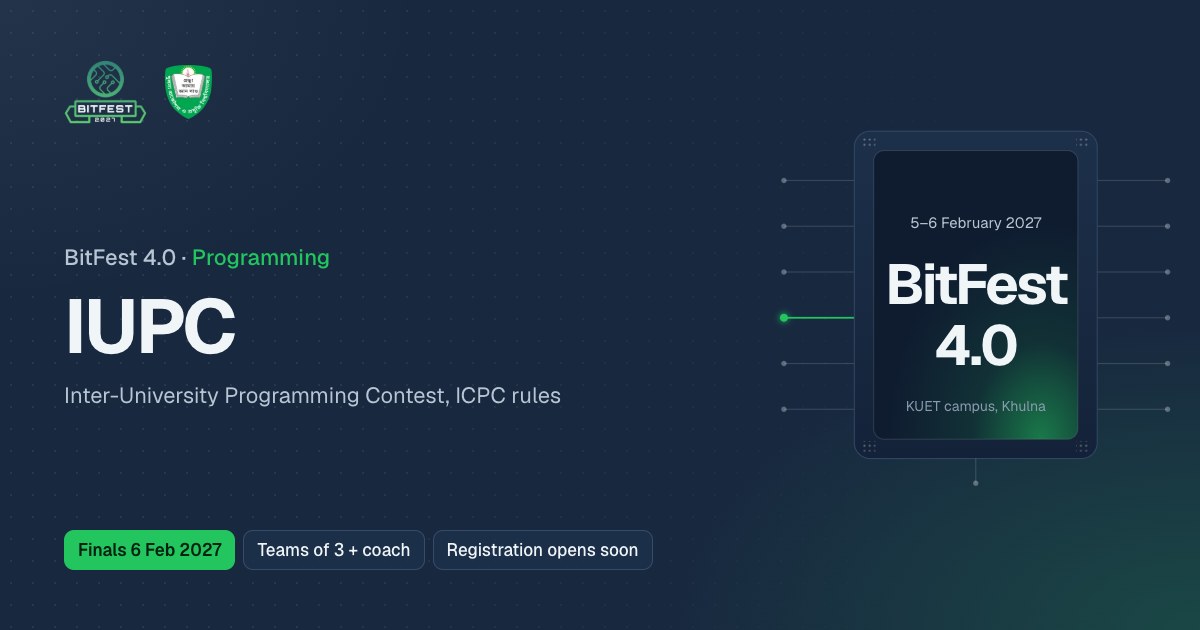 BITFEST
2027
BitFest 4.0 · Programming
IUPC
Inter-University Programming Contest, ICPC rules
Finals 6 Feb 2027
Teams of 3 + coach
Registration opens soon
5–6 February 2027
BitFest
4.0
KUET campus, Khulna